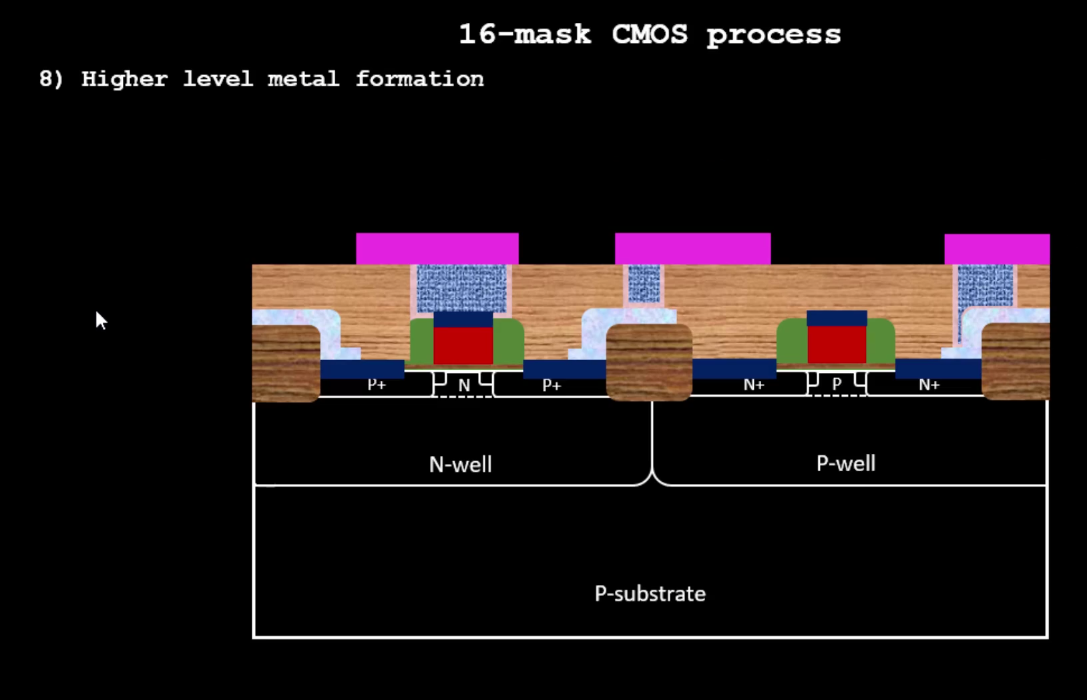 16-mask CMOS process
8) Higher level metal formation
P+ N P+ N+ P N+
N-well P-well
P-substrate